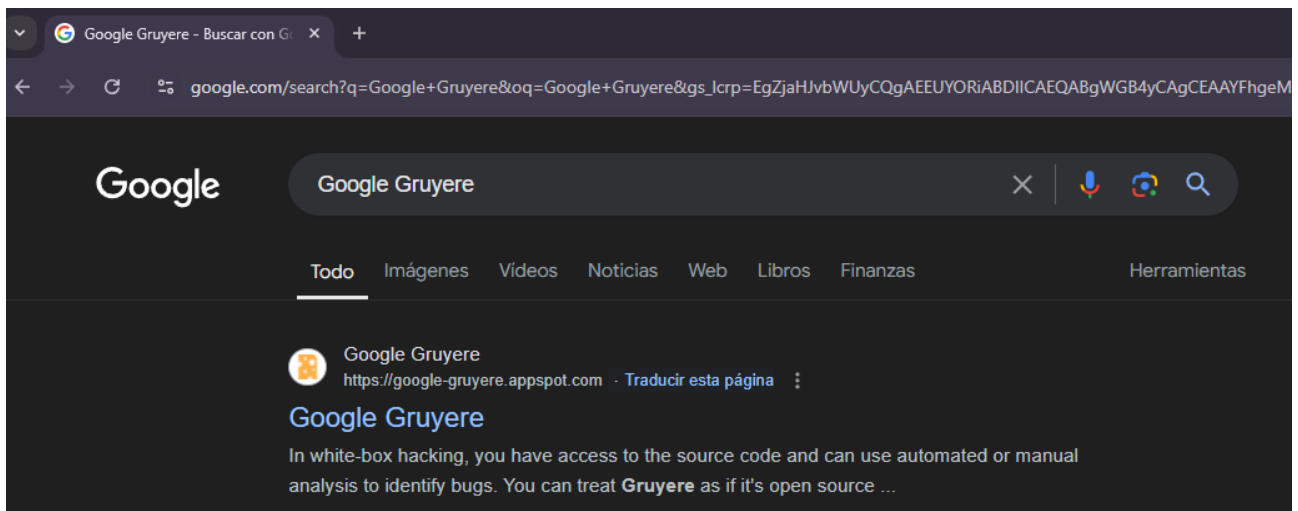 Google Gruyere - Buscar con Go
google.com/search?q=Google+Gruyere&oq=Google+Gruyere&gs_lcrp=EgZjaHJvbWUyCQgAEEUYORiABDIICAEQABgWGB4yCAgCEAAYFhgeM
Google
Google Gruyere
Todo Imágenes Vídeos Noticias Web Libros Finanzas Herramientas
Google Gruyere
https://google-gruyere.appspot.com · Traducir esta página
Google Gruyere
In white-box hacking, you have access to the source code and can use automated or manual
analysis to identify bugs. You can treat Gruyere as if it's open source ...